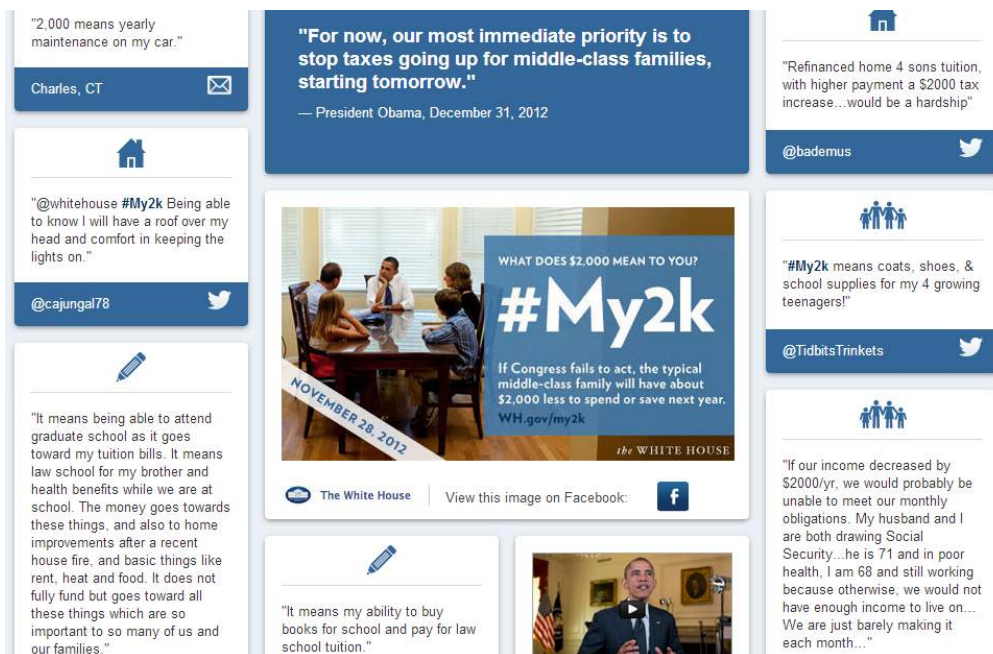 "2,000 means yearly
maintenance on my car."
Charles, CT
"@whitehouse #My2k Being able
to know I will have a roof over my
head and comfort in keeping the
lights on."
@cajungal78
"It means being able to attend
graduate school as it goes
toward my tuition bills. It means
law school for my brother and
health benefits while we are at
school. The money goes towards
these things, and also to home
improvements after a recent
house fire, and basic things like
rent, heat and food. It does not
fully fund but goes toward all
these things which are so
important to so many of us and
our families."
"For now, our most immediate priority is to
stop taxes going up for middle-class families,
starting tomorrow."
— President Obama, December 31, 2012
WHAT DOES $2,000 MEAN TO YOU?
#My2k
If Congress fails to act, the typical
middle-class family will have about
$2,000 less to spend or save next year.
WH.gov/my2k
NOVEMBER 28, 2012
the WHITE HOUSE
The White House
View this image on Facebook:
f
"It means my ability to buy
books for school and pay for law
school tuition."
"Refinanced home 4 sons tuition,
with higher payment a $2000 tax
increase…would be a hardship"
@bademus
"#My2k means coats, shoes, &
school supplies for my 4 growing
teenagers!"
@TidbitsTrinkets
"If our income decreased by
$2000/yr, we would probably be
unable to meet our monthly
obligations. My husband and I
are both drawing Social
Security…he is 71 and in poor
health, I am 68 and still working
because otherwise, we would not
have enough income to live on…
We are just barely making it
each month…"